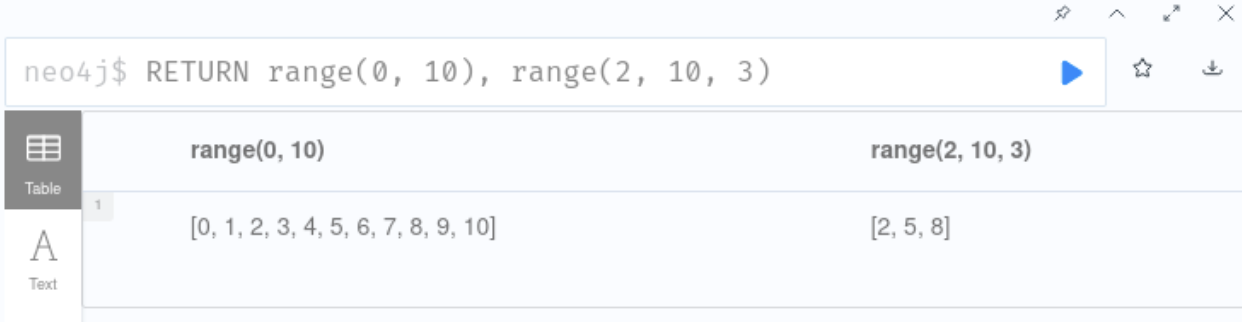 neo4j$ RETURN range(0, 10), range(2, 10, 3)
Table
range(0, 10) range(2, 10, 3)
1
[0, 1, 2, 3, 4, 5, 6, 7, 8, 9, 10] [2, 5, 8]
A
Text